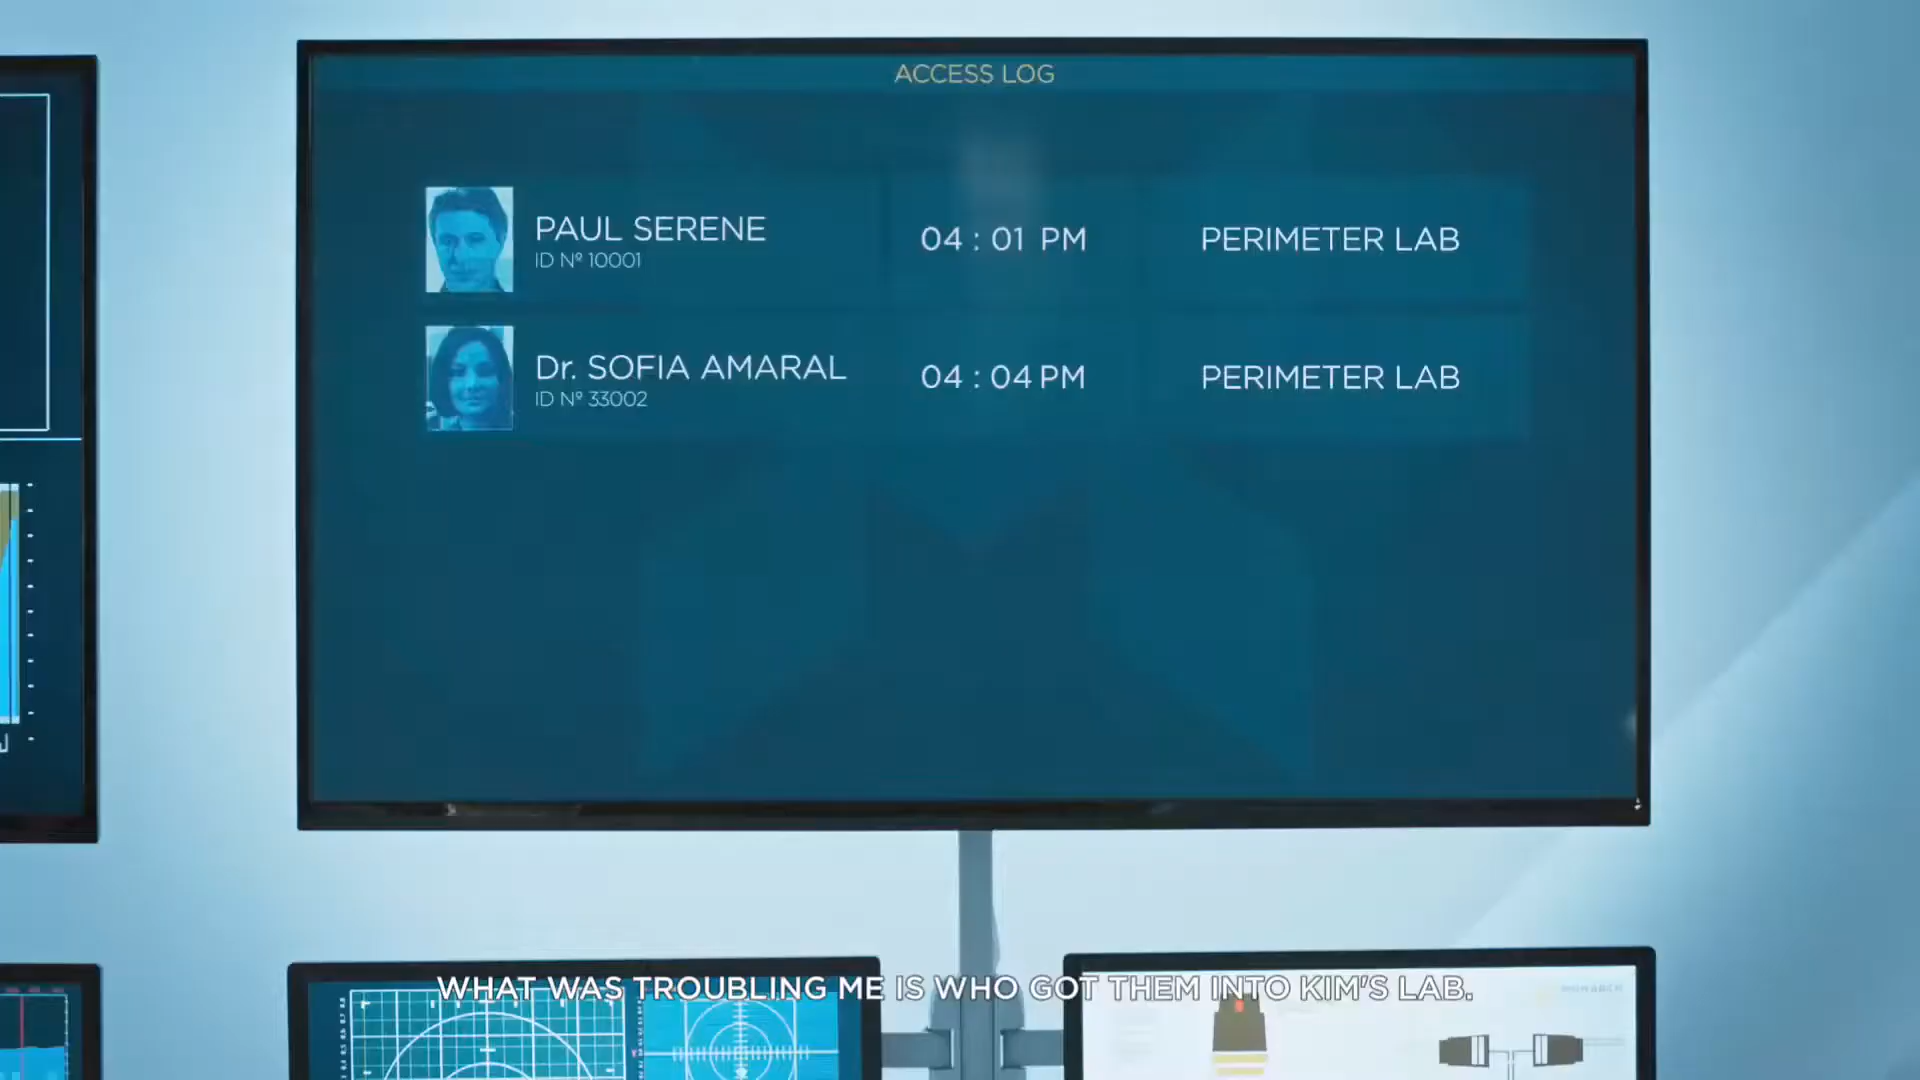 ACCESS LOG
PAUL SERENE
ID Nº 10001
04 : 01 PM
PERIMETER LAB
Dr. SOFIA AMARAL
ID Nº 33002
04 : 04 PM
PERIMETER LAB
WHAT WAS TROUBLING ME IS WHO GOT THEM INTO KIM'S LAB.
MONARCH